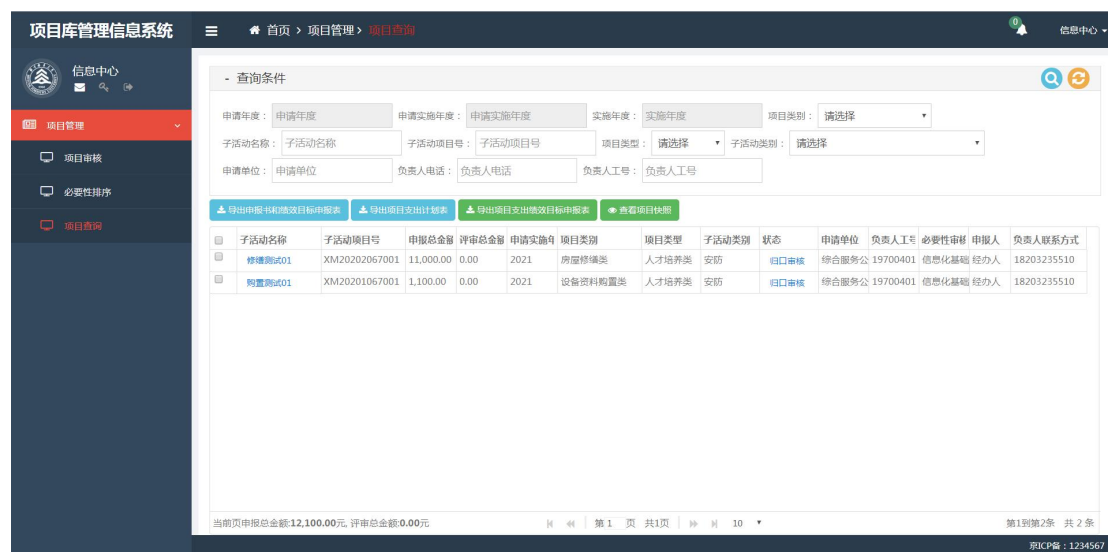 项目库管理信息系统
首页 > 项目管理 > 项目查询
0
信息中心
信息中心
项目管理
项目审核
必要性排序
项目查询
- 查询条件
申请年度： 申请年度 申请实施年度： 申请实施年度 实施年度： 实施年度 项目类别： 请选择
子活动名称： 子活动名称 子活动项目号： 子活动项目号 项目类型： 请选择 子活动类别： 请选择
申请单位： 申请单位 负责人电话： 负责人电话 负责人工号： 负责人工号
导出申报书和绩效目标申报表 导出项目支出计划表 导出项目支出绩效目标申报表 查看项目快照
子活动名称 子活动项目号 申报总金额 评审总金额 申请实施年 项目类别 项目类型 子活动类别 状态 申请单位 负责人工号 必要性审核 申报人 负责人联系方式
修缮测试01 XM20202067001 11,000.00 0.00 2021 房屋修缮类 人才培养类 安防 归口审核 综合服务公 19700401 信息化基础 经办人 18203235510
购置测试01 XM20201067001 1,100.00 0.00 2021 设备资料购置类 人才培养类 安防 归口审核 综合服务公 19700401 信息化基础 经办人 18203235510
当前页申报总金额:12,100.00元, 评审总金额:0.00元 第 1 页 共1页 10 第1到第2条 共 2 条
京ICP备：1234567